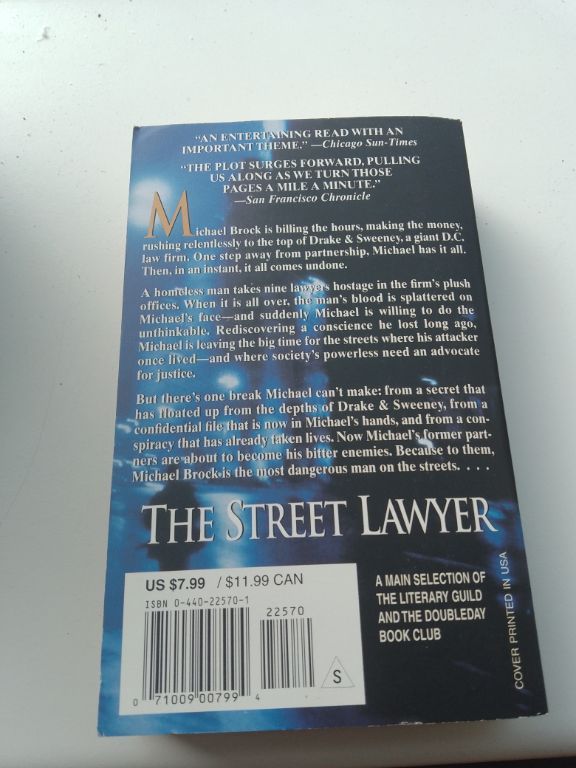 "AN ENTERTAINING READ WITH AN
IMPORTANT THEME." —Chicago Sun-Times
"THE PLOT SURGES FORWARD, PULLING
US ALONG AS WE TURN THOSE
PAGES A MILE A MINUTE."
—San Francisco Chronicle
Michael Brock is billing the hours, making the money,
rushing relentlessly to the top of Drake & Sweeney, a giant D.C.
law firm. One step away from partnership, Michael has it all.
Then, in an instant, it all comes undone.
A homeless man takes nine lawyers hostage in the firm's plush
offices. When it is all over, the man's blood is splattered on
Michael's face—and suddenly Michael is willing to do the
unthinkable. Rediscovering a conscience he lost long ago,
Michael is leaving the big time for the streets where his attacker
once lived—and where society's powerless need an advocate
for justice.
But there's one break Michael can't make: from a secret that
has floated up from the depths of Drake & Sweeney, from a
confidential file that is now in Michael's hands, and from a con-
spiracy that has already taken lives. Now Michael's former part-
ners are about to become his bitter enemies. Because to them,
Michael Brock is the most dangerous man on the streets. . . .
THE STREET LAWYER
US $7.99 / $11.99 CAN
ISBN 0-440-22570-1
22570
0 71009 00799 4
S
A MAIN SELECTION OF
THE LITERARY GUILD
AND THE DOUBLEDAY
BOOK CLUB
COVER PRINTED IN USA